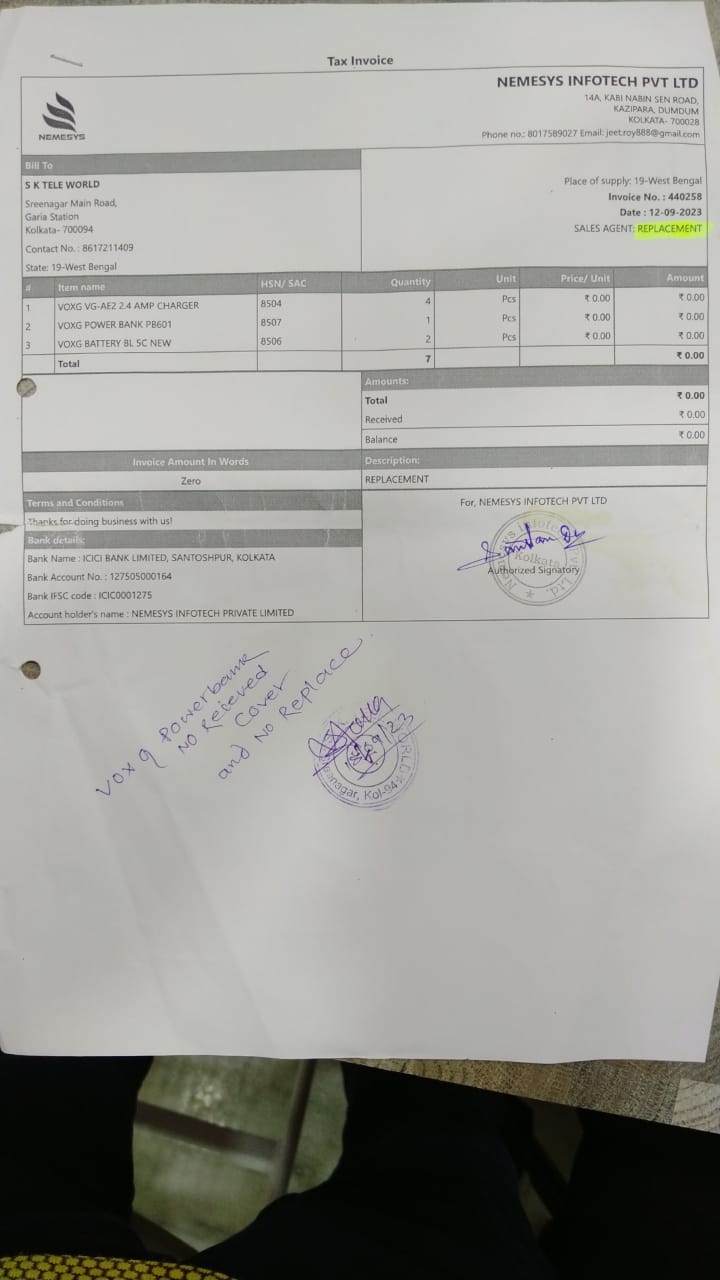 Tax Invoice
NEMESYS
NEMESYS INFOTECH PVT LTD
14A, KABI NABIN SEN ROAD,
KAZIPARA, DUMDUM
KOLKATA- 700028
Phone no.: 8017589027 Email: jeet.roy888@gmail.com
Bill To
S K TELE WORLD
Sreenagar Main Road,
Garia Station
Kolkata- 700094
Contact No. : 8617211409
State: 19-West Bengal
Place of supply: 19-West Bengal
Invoice No. : 440258
Date : 12-09-2023
SALES AGENT: REPLACEMENT
# Item name HSN/ SAC Quantity Unit Price/ Unit Amount
1 VOXG VG-AE2 2.4 AMP CHARGER 8504 4 Pcs ₹ 0.00 ₹ 0.00
2 VOXG POWER BANK PB601 8507 1 Pcs ₹ 0.00 ₹ 0.00
3 VOXG BATTERY BL 5C NEW 8506 2 Pcs ₹ 0.00 ₹ 0.00
Total 7 ₹ 0.00
Amounts:
Total ₹ 0.00
Received ₹ 0.00
Balance ₹ 0.00
Invoice Amount In Words
Zero
Description:
REPLACEMENT
Terms and Conditions
Thanks for doing business with us!
Bank details:
Bank Name : ICICI BANK LIMITED, SANTOSHPUR, KOLKATA
Bank Account No. : 127505000164
Bank IFSC code : ICIC0001275
Account holder's name : NEMESYS INFOTECH PRIVATE LIMITED
For, NEMESYS INFOTECH PVT LTD
Nemesys Infotech Pvt. Ltd.
Kolkata
Authorized Signatory
Vox g Powerbank
NO Recieved
Cover
and NO Replace.
Kol-94